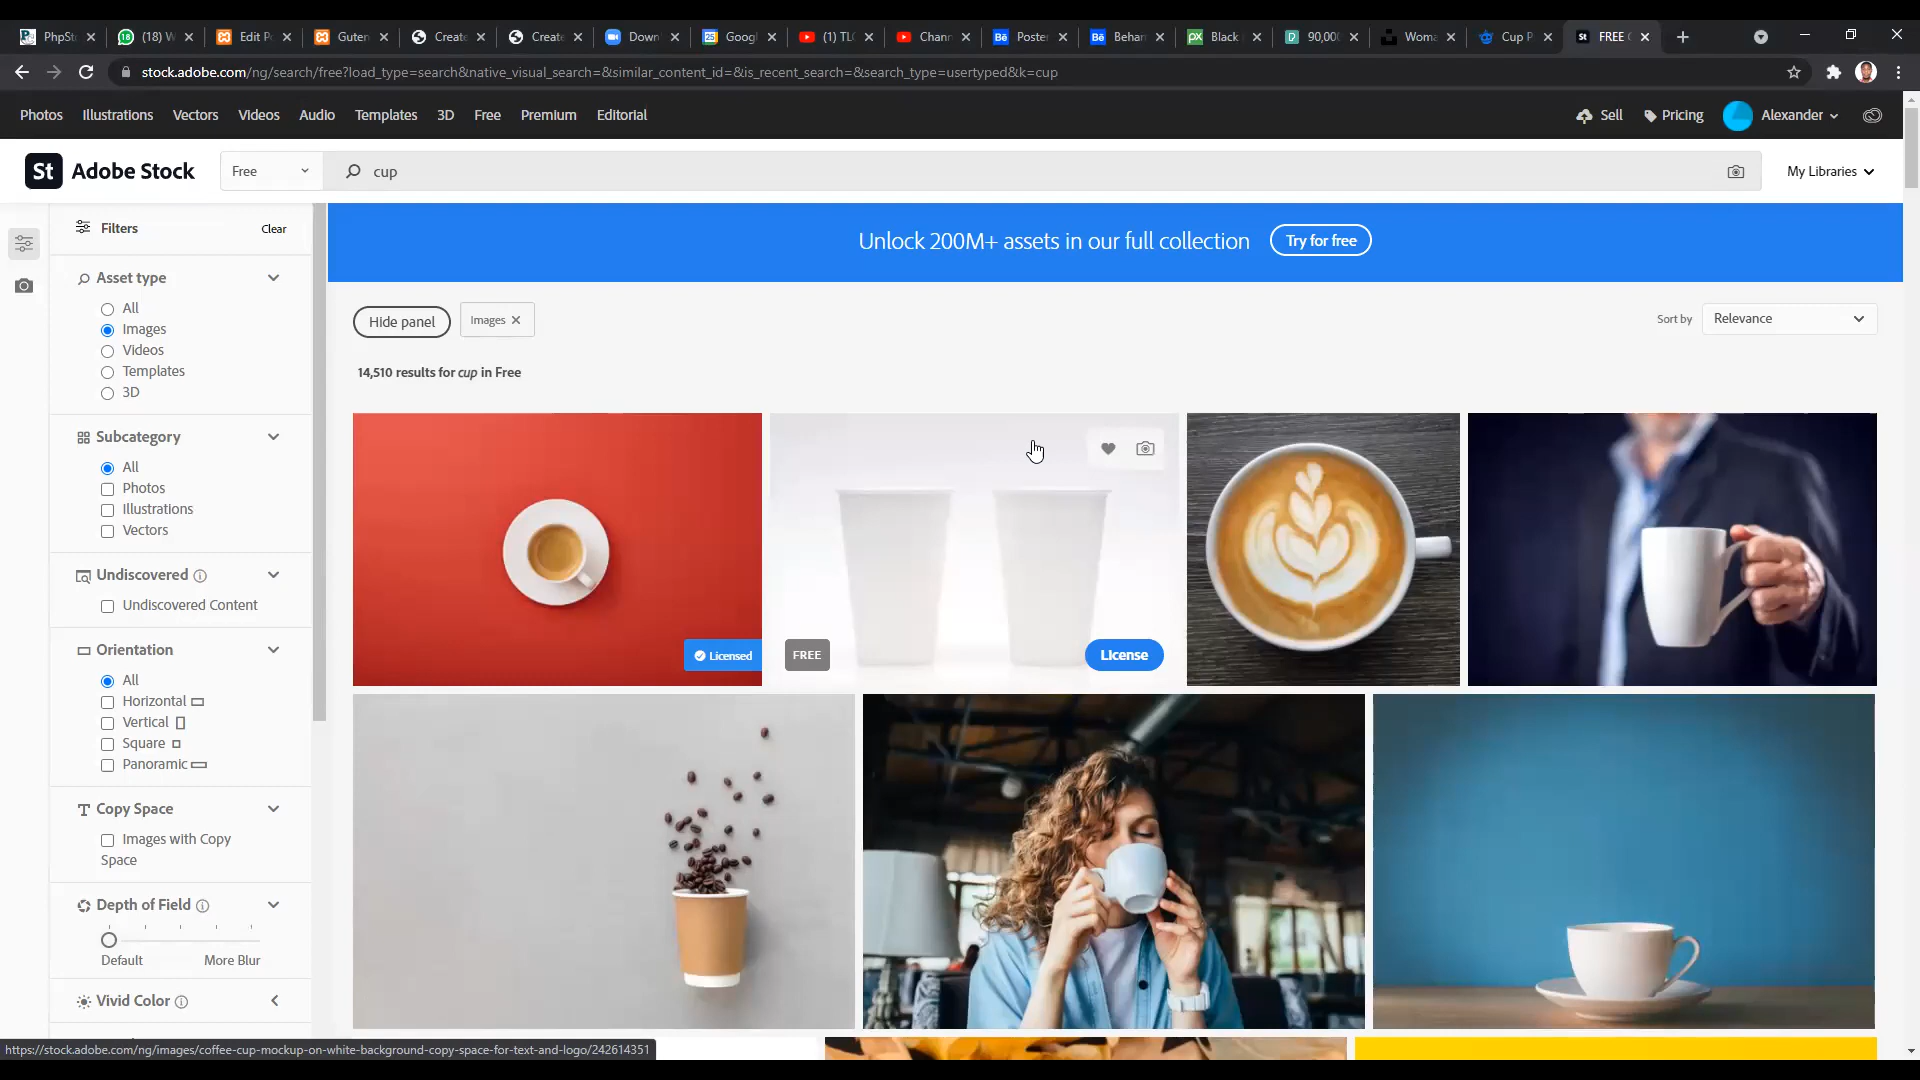 PhpSt
(18) W
Edit P
Guten
Create
Create
Down
Googl
(1) TL
Chann
Poster
Behan
Black
90,00
Woma
Cup P
FREE
stock.adobe.com/ng/search/free?load_type=search&native_visual_search=&similar_content_id=&is_recent_search=&search_type=usertyped&k=cup
Photos Illustrations Vectors Videos Audio Templates 3D Free Premium Editorial Sell Pricing Alexander
St Adobe Stock Free cup My Libraries
Filters Clear
Unlock 200M+ assets in our full collection Try for free
Asset type
All
Images
Videos
Templates
3D
Hide panel Images Sort by Relevance
14,510 results for cup in Free
Subcategory
All
Photos
Illustrations
Vectors
Undiscovered
Undiscovered Content
Orientation
All
Horizontal
Vertical
Square
Panoramic
Copy Space
Images with Copy
Space
Depth of Field
Default More Blur
Vivid Color
Licensed
FREE
License
https://stock.adobe.com/ng/images/coffee-cup-mockup-on-white-background-copy-space-for-text-and-logo/242614351